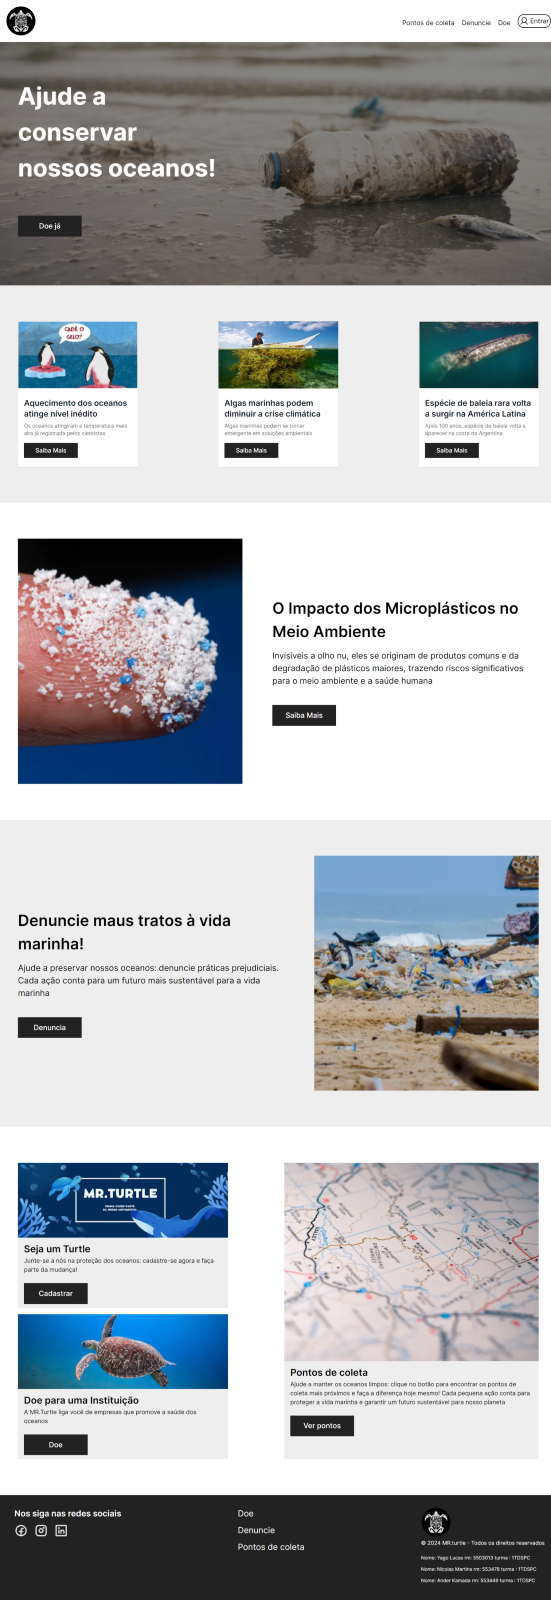 Pontos de coleta Denuncie Doe Entrar
Ajude a
conservar
nossos oceanos!
Doe já
CADÊ O
GELO?
Aquecimento dos oceanos
atinge nível inédito
Os oceanos atingiram a temperatura mais
alta já registrada pelos cientistas
Saiba Mais
Algas marinhas podem
diminuir a crise climática
Algas marinhas podem se tornar
emergente em soluções ambientais
Saiba Mais
Espécie de baleia rara volta
a surgir na América Latina
Após 100 anos, espécie de baleia volta a
aparecer na costa da Argentina
Saiba Mais
O Impacto dos Microplásticos no
Meio Ambiente
Invisíveis a olho nu, eles se originam de produtos comuns e da
degradação de plásticos maiores, trazendo riscos significativos
para o meio ambiente e a saúde humana
Saiba Mais
Denuncie maus tratos à vida
marinha!
Ajude a preservar nossos oceanos: denuncie práticas prejudiciais.
Cada ação conta para um futuro mais sustentável para a vida
marinha
Denuncia
MR.TURTLE
Seja um Turtle
Junte-se a nós na proteção dos oceanos: cadastre-se agora e faça
parte da mudança!
Cadastrar
Doe para uma Instituição
A MR.Turtle liga você de empresas que promove a saúde dos
oceanos
Doe
Pontos de coleta
Ajude a manter os oceanos limpos: clique no botão para encontrar os pontos de
coleta mais próximos e faça a diferença hoje mesmo! Cada pequena ação conta para
proteger a vida marinha e garantir um futuro sustentável para nosso planeta
Ver pontos
Nos siga nas redes sociais
Doe
Denuncie
Pontos de coleta
© 2024 MR.turtle - Todos os direitos reservados
Nome: Yago Lucas rm: 5503013 turma : 1TDSPC
Nome: Nicolas Martins rm: 553478 turma : 1TDSPC
Nome: Ander Kamada rm: 553449 turma : 1TDSPC